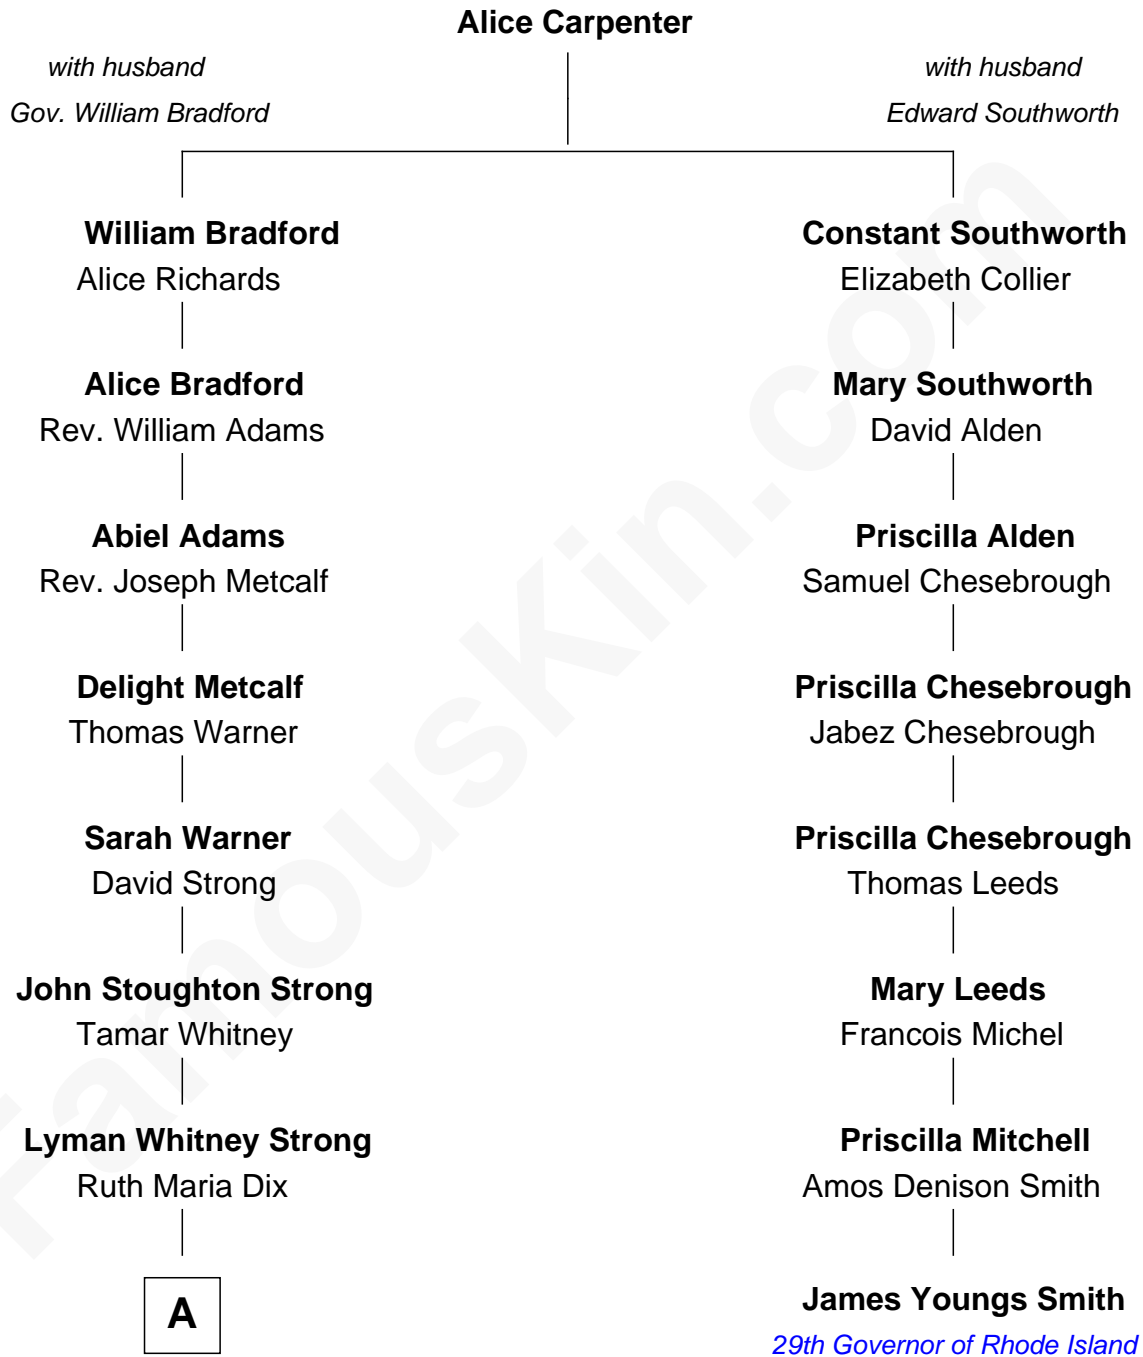 Alice Carpenter
with husband
Gov. William Bradford
with husband
Edward Southworth
William Bradford
Alice Richards
Alice Bradford
Rev. William Adams
Abiel Adams
Rev. Joseph Metcalf
Delight Metcalf
Thomas Warner
Sarah Warner
David Strong
John Stoughton Strong
Tamar Whitney
Lyman Whitney Strong
Ruth Maria Dix
A
Constant Southworth
Elizabeth Collier
Mary Southworth
David Alden
Priscilla Alden
Samuel Chesebrough
Priscilla Chesebrough
Jabez Chesebrough
Priscilla Chesebrough
Thomas Leeds
Mary Leeds
Francois Michel
Priscilla Mitchell
Amos Denison Smith
James Youngs Smith
29th Governor of Rhode Island
FamousKin.com